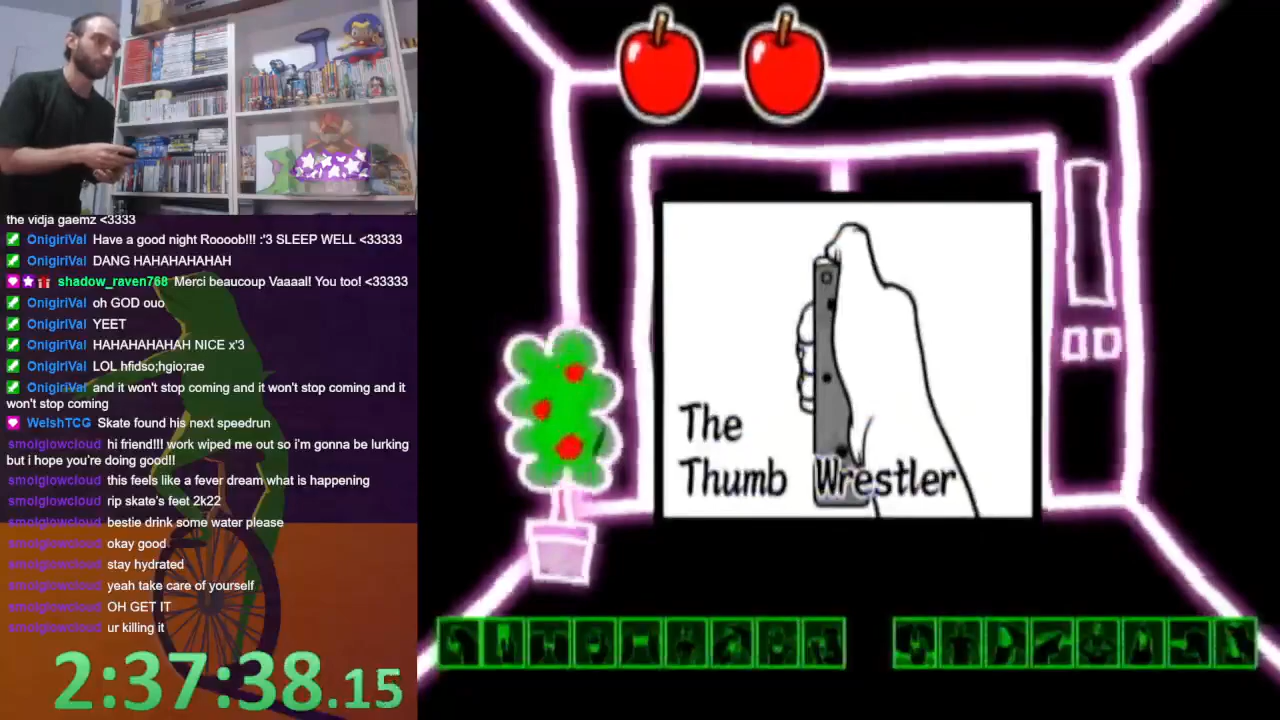 the vidja gaemz <3333
OnigiriVal Have a good night Roooob!!! :'3 SLEEP WELL <33333
OnigiriVal DANG HAHAHAHAHAH
shadow_raven768 Merci beaucoup Vaaaal! You too! <33333
OnigiriVal oh GOD ouo
OnigiriVal YEET
OnigiriVal HAHAHAHAHAH NICE x'3
OnigiriVal LOL hfidso;hgio;rae
OnigiriVal and it won't stop coming and it won't stop coming and it
won't stop coming
WelshTCG Skate found his next speedrun
smolglowcloud hi friend!!! work wiped me out so i'm gonna be lurking
but i hope you're doing good!!
smolglowcloud this feels like a fever dream what is happening
smolglowcloud rip skate's feet 2k22
smolglowcloud bestie drink some water please
smolglowcloud okay good
smolglowcloud stay hydrated
smolglowcloud yeah take care of yourself
smolglowcloud OH GET IT
smolglowcloud ur killing it
2:37:38.15
The
Thumb Wrestler